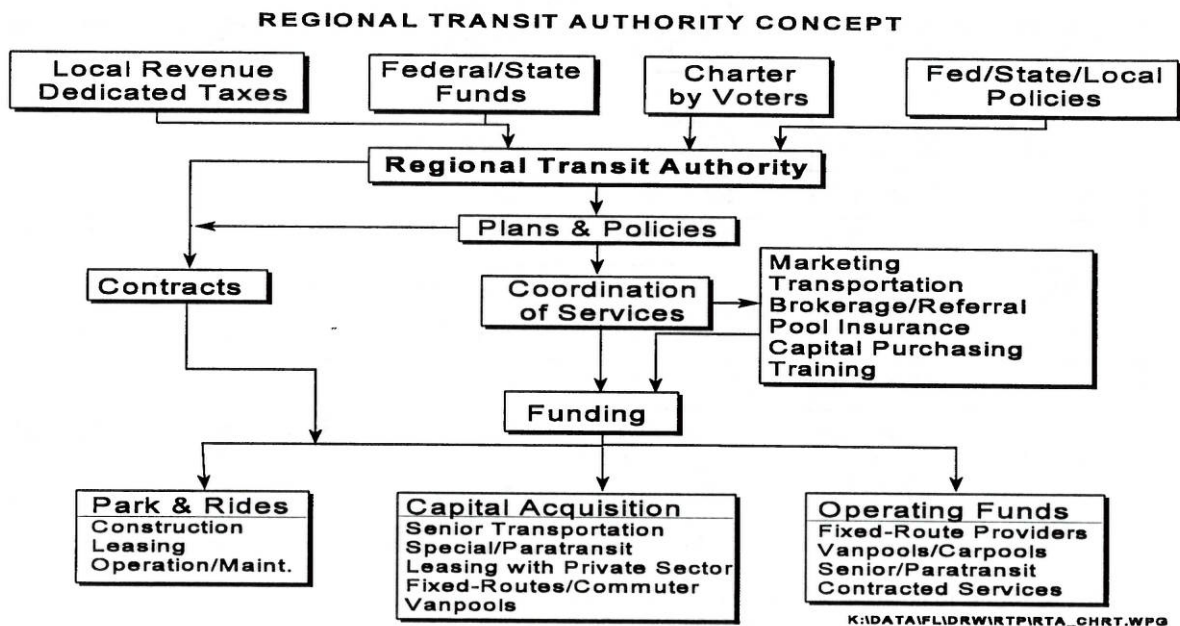 REGIONAL TRANSIT AUTHORITY CONCEPT
Local Revenue
Dedicated Taxes
Federal/State
Funds
Charter
by Voters
Fed/State/Local
Policies
Regional Transit Authority
Plans & Policies
Contracts
Coordination
of Services
Marketing
Transportation
Brokerage/Referral
Pool Insurance
Capital Purchasing
Training
Funding
Park & Rides
Construction
Leasing
Operation/Maint.
Capital Acquisition
Senior Transportation
Special/Paratransit
Leasing with Private Sector
Fixed-Routes/Commuter
Vanpools
Operating Funds
Fixed-Route Providers
Vanpools/Carpools
Senior/Paratransit
Contracted Services
K:\DATA\FL\DRW\RTP\RTA_CHRT.WPG